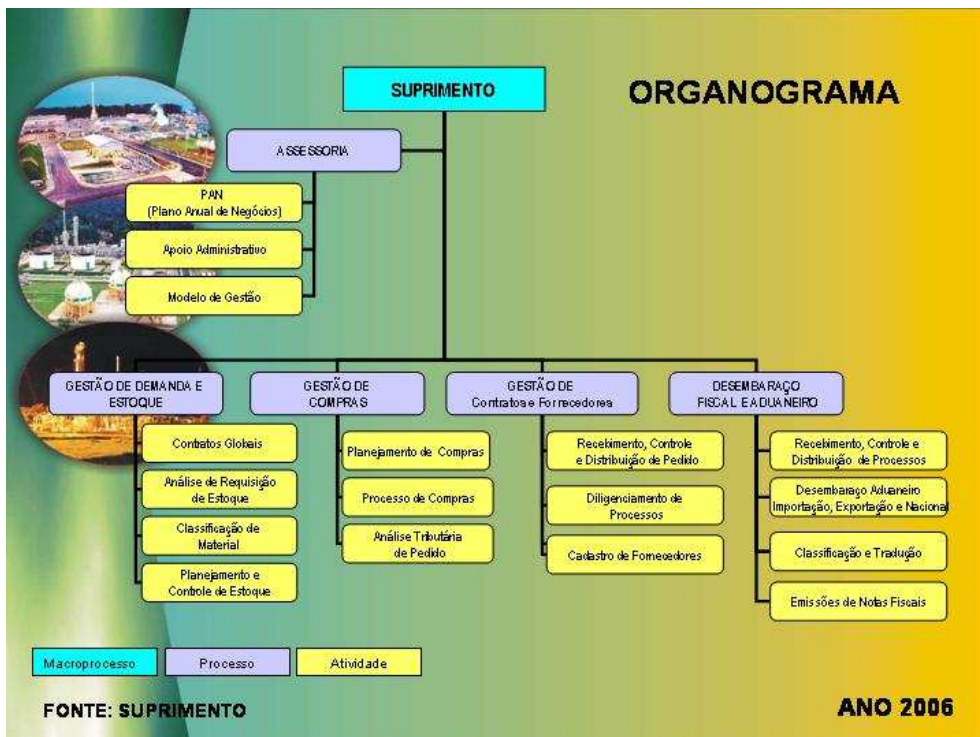 SUPRIMENTO
ORGANOGRAMA
ASSESSORIA
PAN
(Plano Anual de Negócios)
Apoio Administrativo
Modelo de Gestão
GESTÃO DE DEMANDA E
ESTOQUE
Contratos Globais
Análise de Requisição
de Estoque
Classificação de
Material
Planejamento e
Controle de Estoque
GESTÃO DE
COMPRAS
Planejamento de Compras
Processo de Compras
Análise Tributária
de Pedido
GESTÃO DE
Contratos e Fornecedores
Recebimento, Controle
e Distribuição de Pedido
Diligenciamento de
Processos
Cadastro de Fornecedores
DESEMBARAÇO
FISCAL E ADUANEIRO
Recebimento, Controle e
Distribuição de Processos
Desembaraço Aduaneiro
Importação, Exportação e Nacional
Classificação e Tradução
Emissões de Notas Fiscais
Macroprocesso
Processo
Atividade
FONTE: SUPRIMENTO
ANO 2006